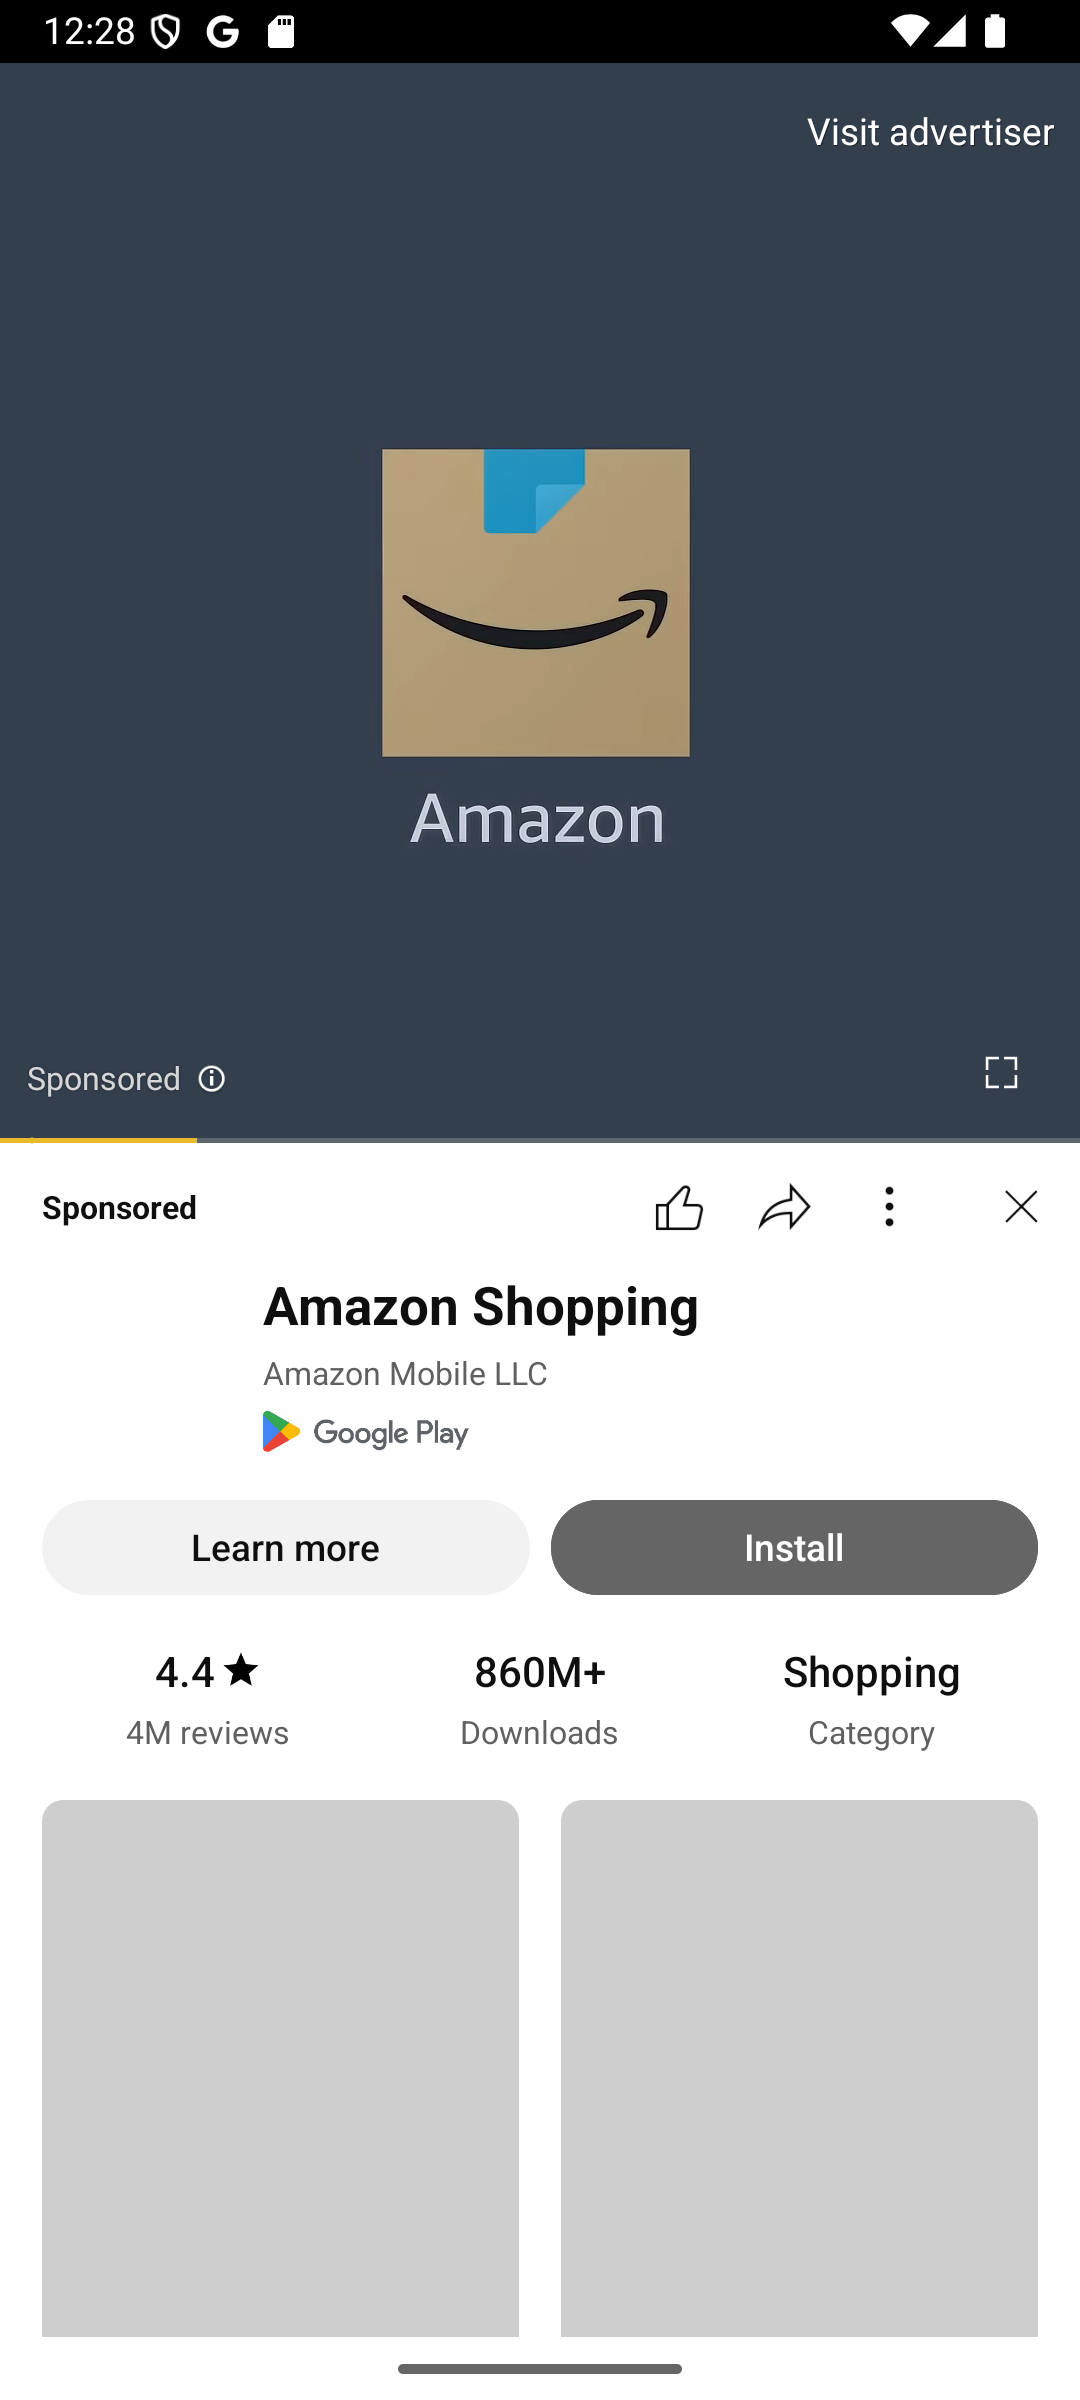 12:28
Visit advertiser
Amazon
Sponsored
Sponsored
Amazon Shopping
Amazon Mobile LLC
Google Play
Learn more
Install
4.4★
860M+
Shopping
4M reviews
Downloads
Category